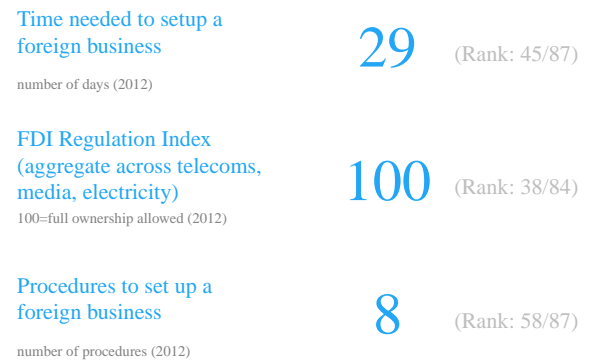 Time needed to setup a
foreign business
29
(Rank: 45/87)
number of days (2012)
FDI Regulation Index
(aggregate across telecoms,
media, electricity)
100
(Rank: 38/84)
100=full ownership allowed (2012)
Procedures to set up a
foreign business
8
(Rank: 58/87)
number of procedures (2012)